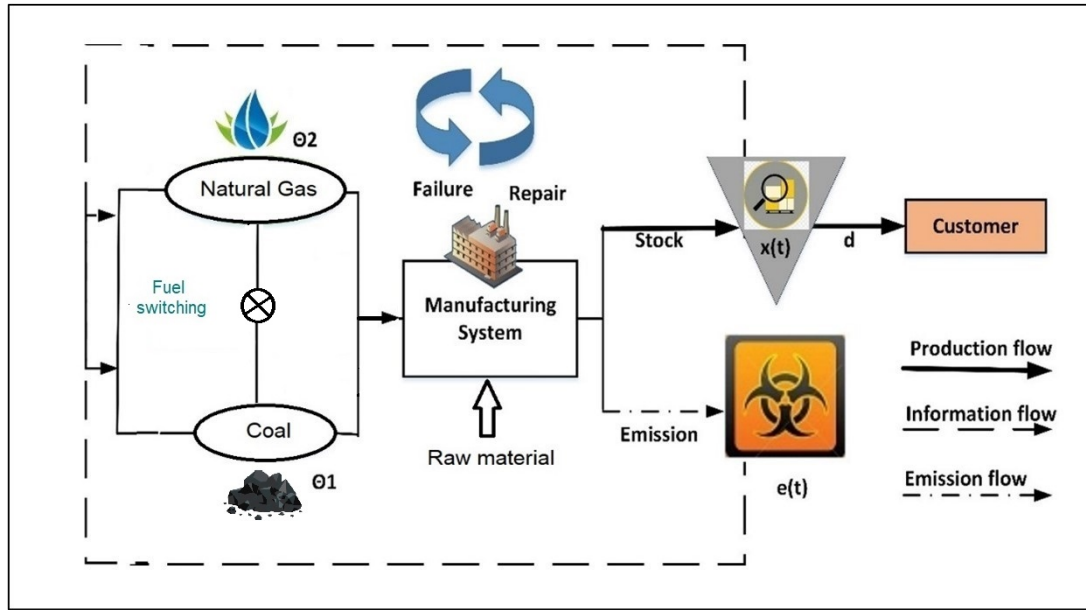 Θ2
Natural Gas
Failure
Repair
Fuel
switching
Manufacturing
System
Coal
Θ1
Raw material
Stock
x(t)
d
Customer
Emission
e(t)
Production flow
Information flow
Emission flow